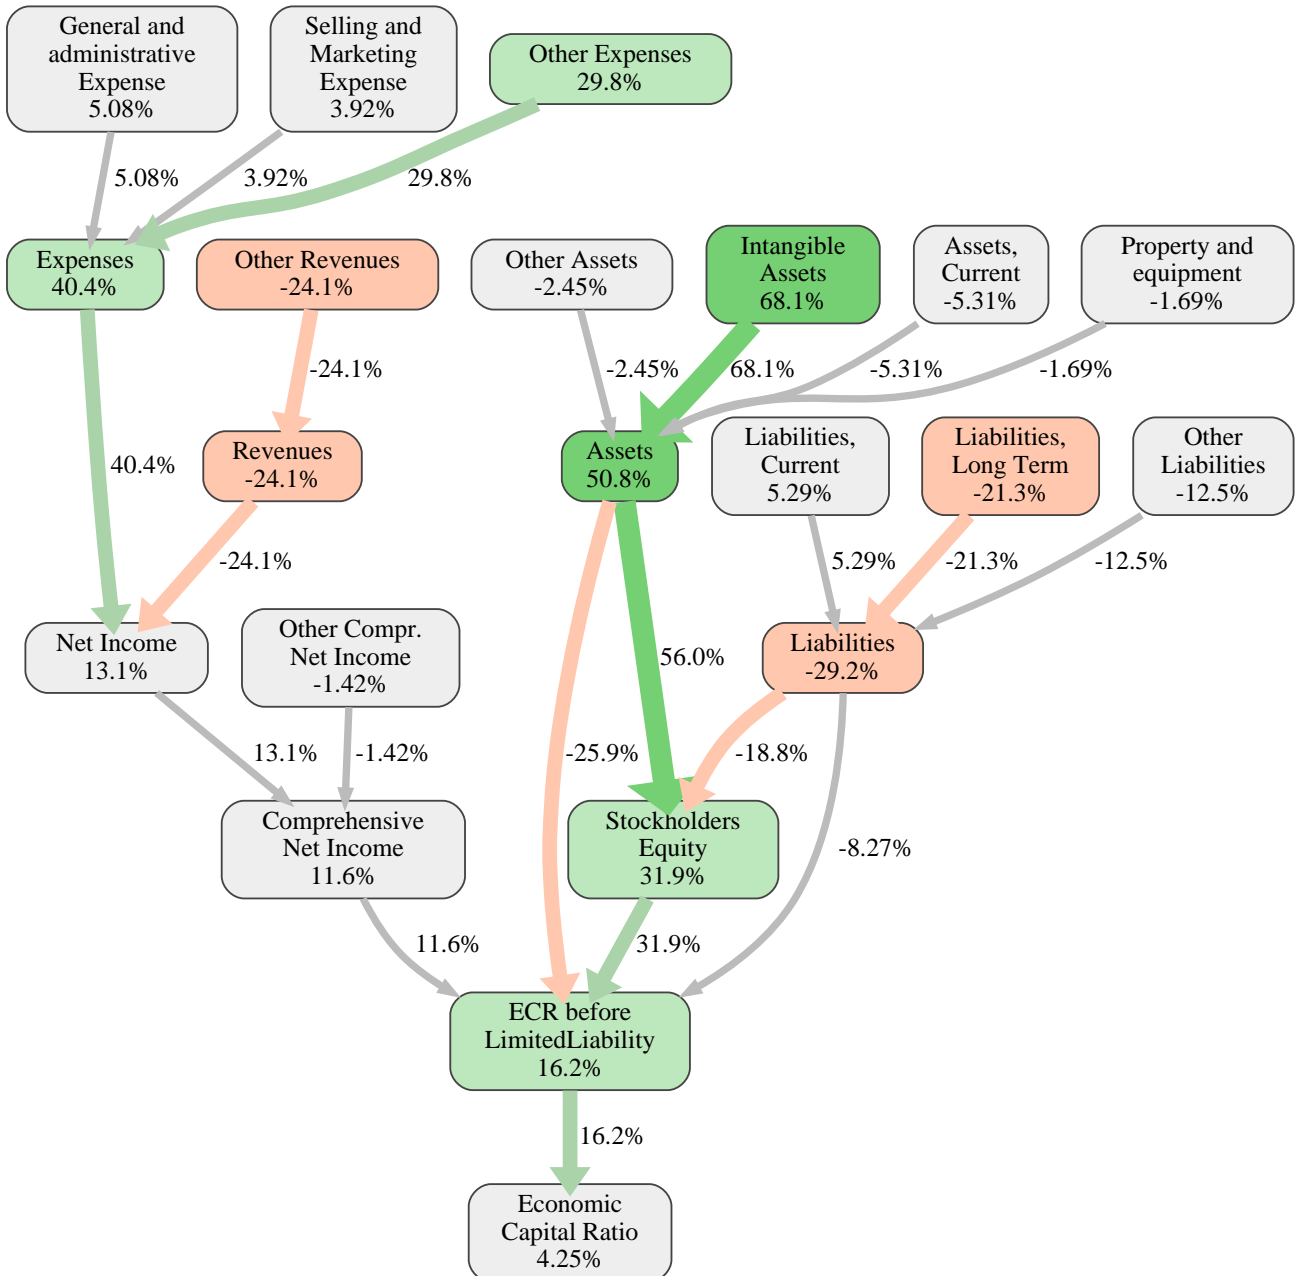 General and
administrative
Expense
5.08%
Selling and
Marketing
Expense
3.92%
Other Expenses
29.8%
5.08%
3.92%
29.8%
Expenses
40.4%
Other Revenues
-24.1%
Other Assets
-2.45%
Intangible
Assets
68.1%
Assets,
Current
-5.31%
Property and
equipment
-1.69%
-24.1%
-2.45%
68.1%
-5.31%
-1.69%
40.4%
Revenues
-24.1%
Assets
50.8%
Liabilities,
Current
5.29%
Liabilities,
Long Term
-21.3%
Other
Liabilities
-12.5%
-24.1%
5.29%
-21.3%
-12.5%
Net Income
13.1%
Other Compr.
Net Income
-1.42%
56.0%
Liabilities
-29.2%
13.1%
-1.42%
-25.9%
-18.8%
Comprehensive
Net Income
11.6%
Stockholders
Equity
31.9%
-8.27%
11.6%
31.9%
ECR before
LimitedLiability
16.2%
16.2%
Economic
Capital Ratio
4.25%